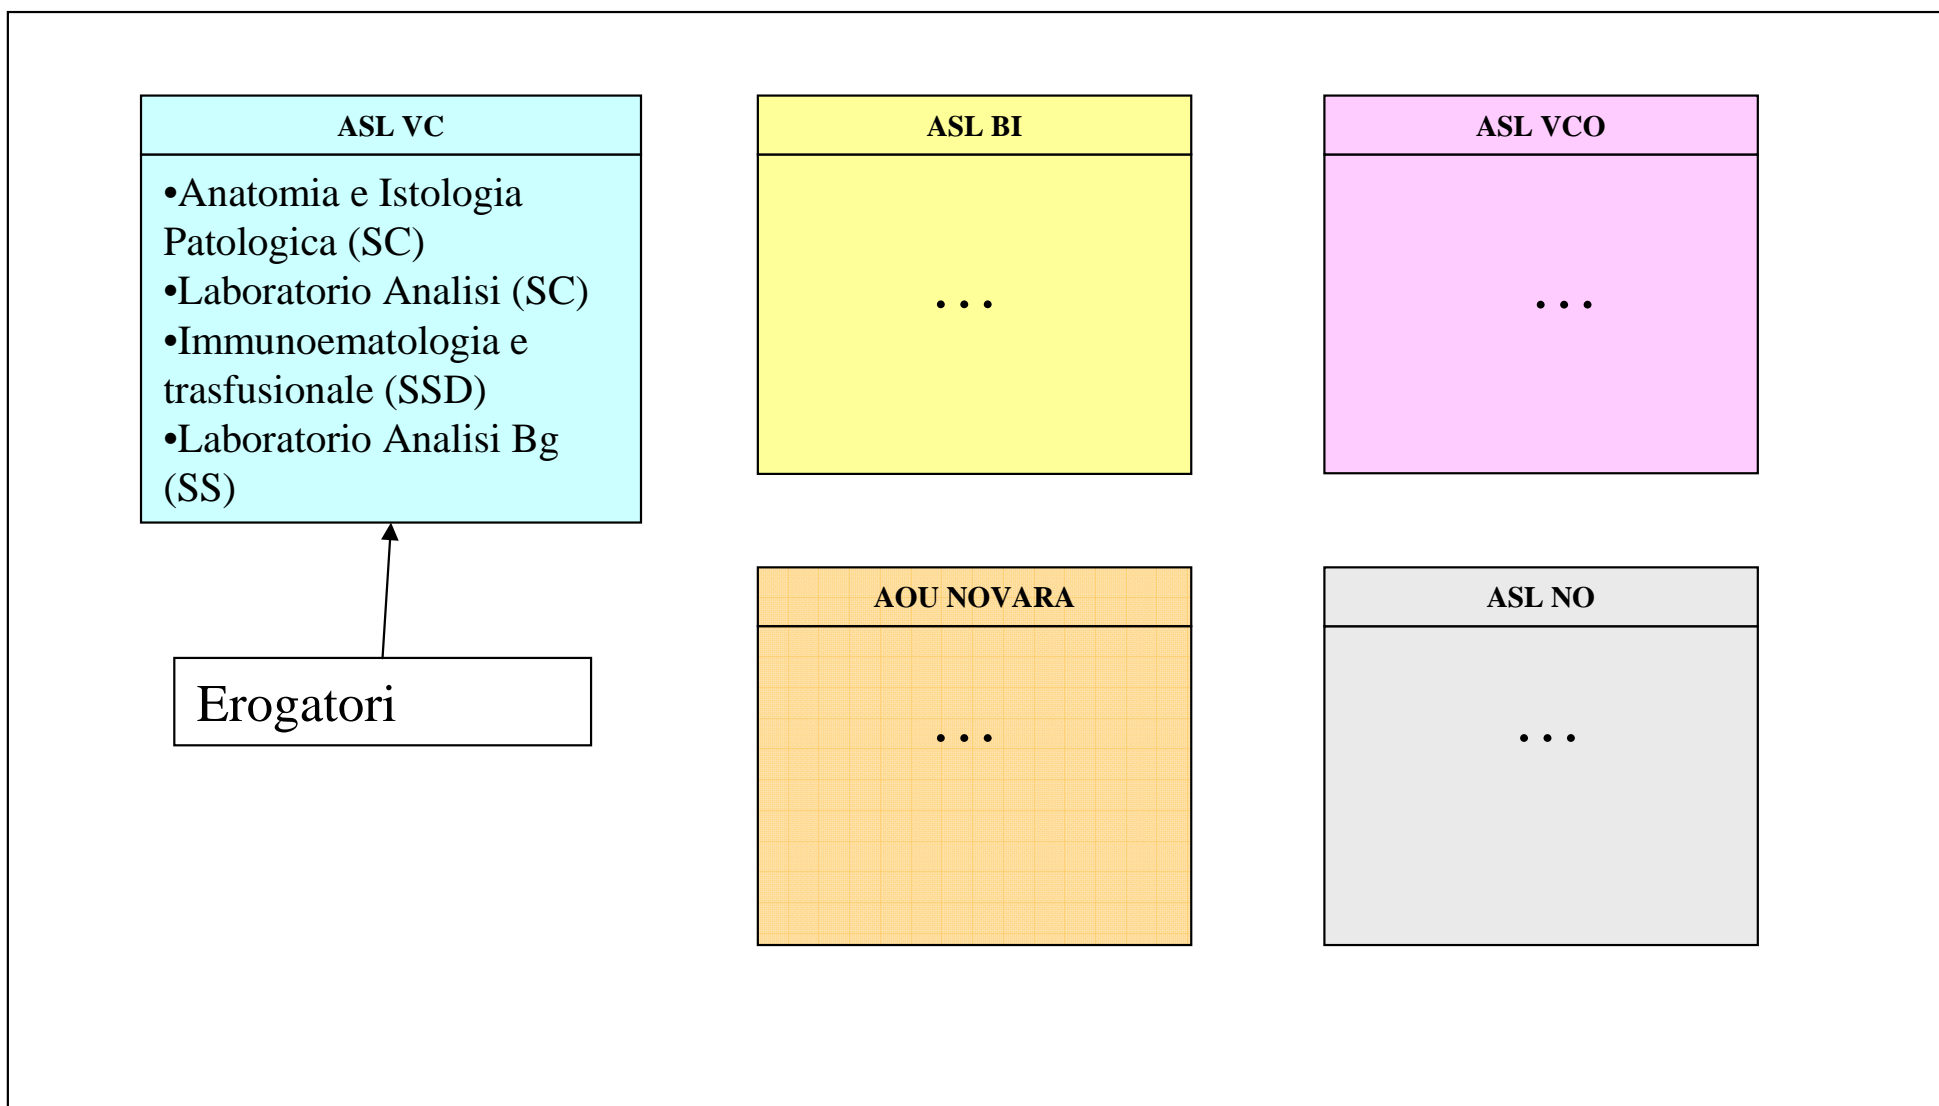 ASL VC
•Anatomia e Istologia
Patologica (SC)
•Laboratorio Analisi (SC)
•Immunoematologia e
trasfusionale (SSD)
•Laboratorio Analisi Bg
(SS)
Erogatori
ASL BI
...
ASL VCO
...
AOU NOVARA
...
ASL NO
...